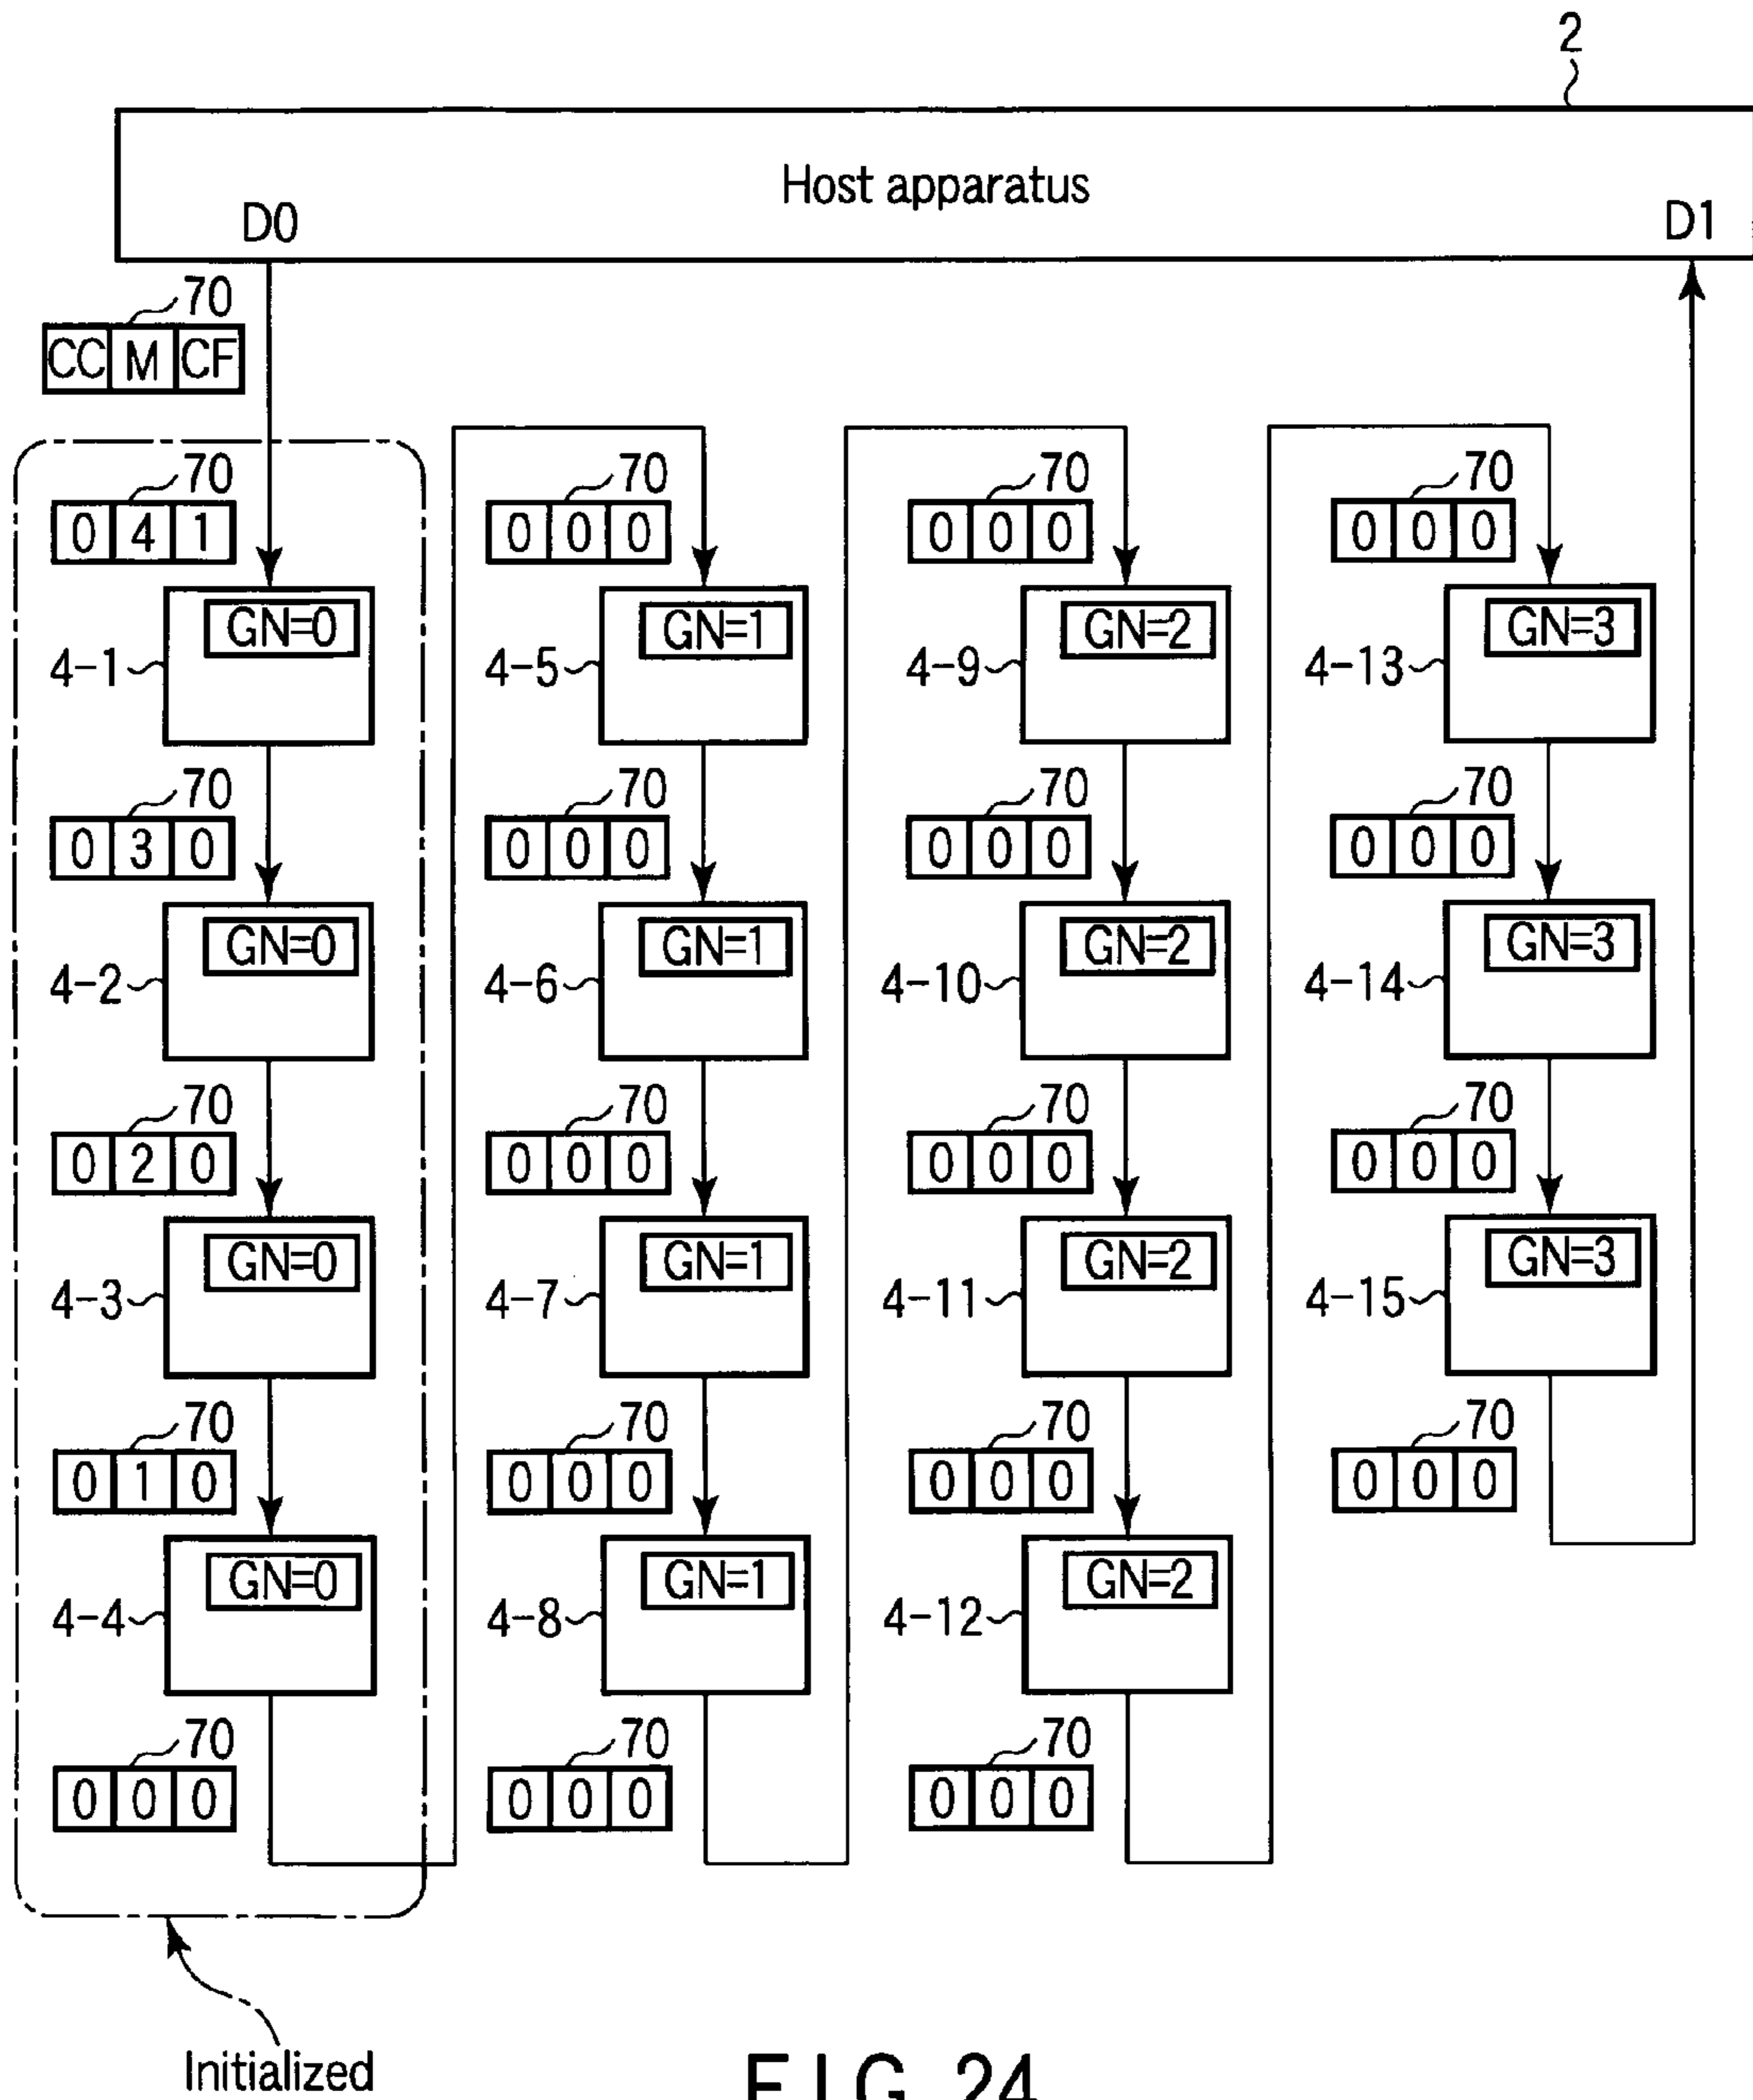 2
Host apparatus
D0
D1
70
CC M CF
70
0 4 1
GN=0
4-1
70
0 3 0
GN=0
4-2
70
0 2 0
GN=0
4-3
70
0 1 0
GN=0
4-4
70
0 0 0
70
0 0 0
GN=1
4-5
70
0 0 0
GN=1
4-6
70
0 0 0
GN=1
4-7
70
0 0 0
GN=1
4-8
70
0 0 0
70
0 0 0
GN=2
4-9
70
0 0 0
GN=2
4-10
70
0 0 0
GN=2
4-11
70
0 0 0
GN=2
4-12
70
0 0 0
70
0 0 0
GN=3
4-13
70
0 0 0
GN=3
4-14
70
0 0 0
GN=3
4-15
70
0 0 0
Initialized
FIG. 24